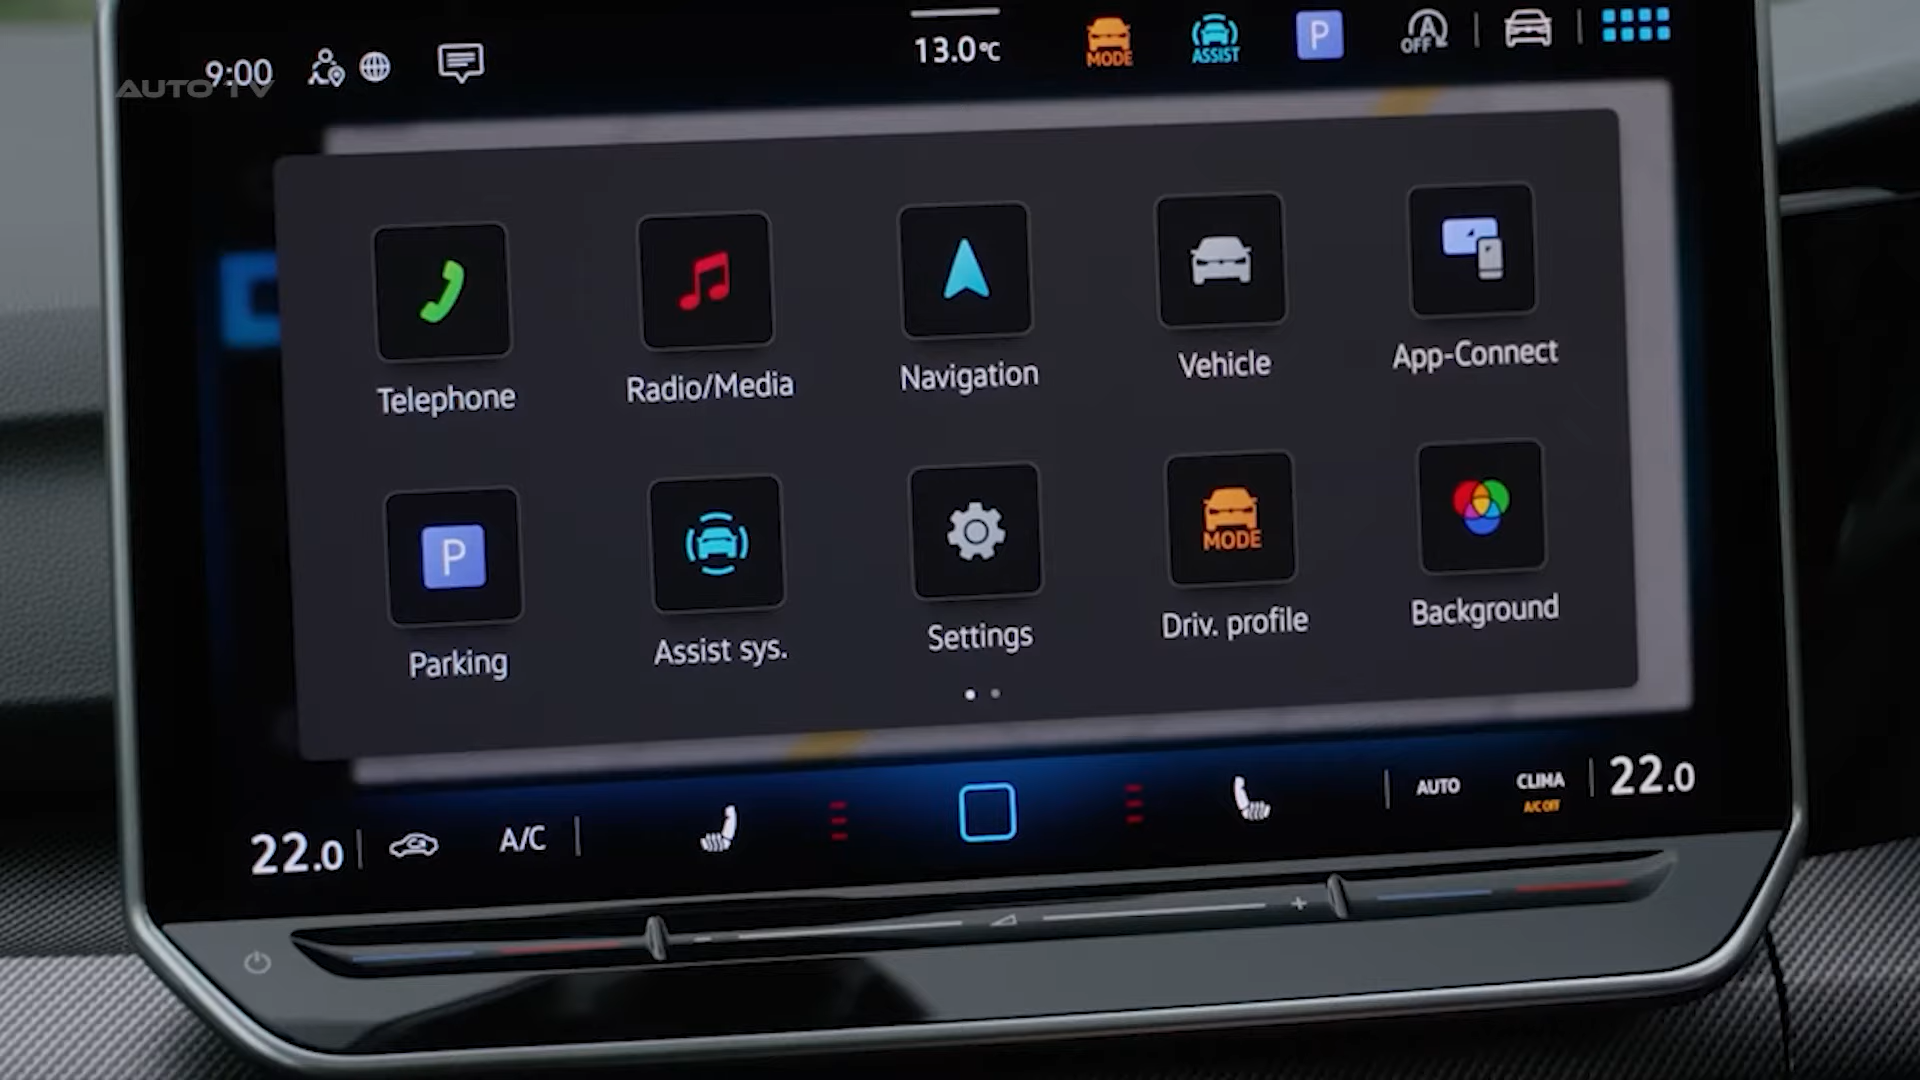 9:00
AUTO TV
13.0°C
MODE
ASSIST
P
A
OFF
Telephone
Radio/Media
Navigation
Vehicle
App-Connect
P
MODE
Parking
Assist sys.
Settings
Driv. profile
Background
22.0
A/C
AUTO
CLIMA
A/C OFF
22.0
- +